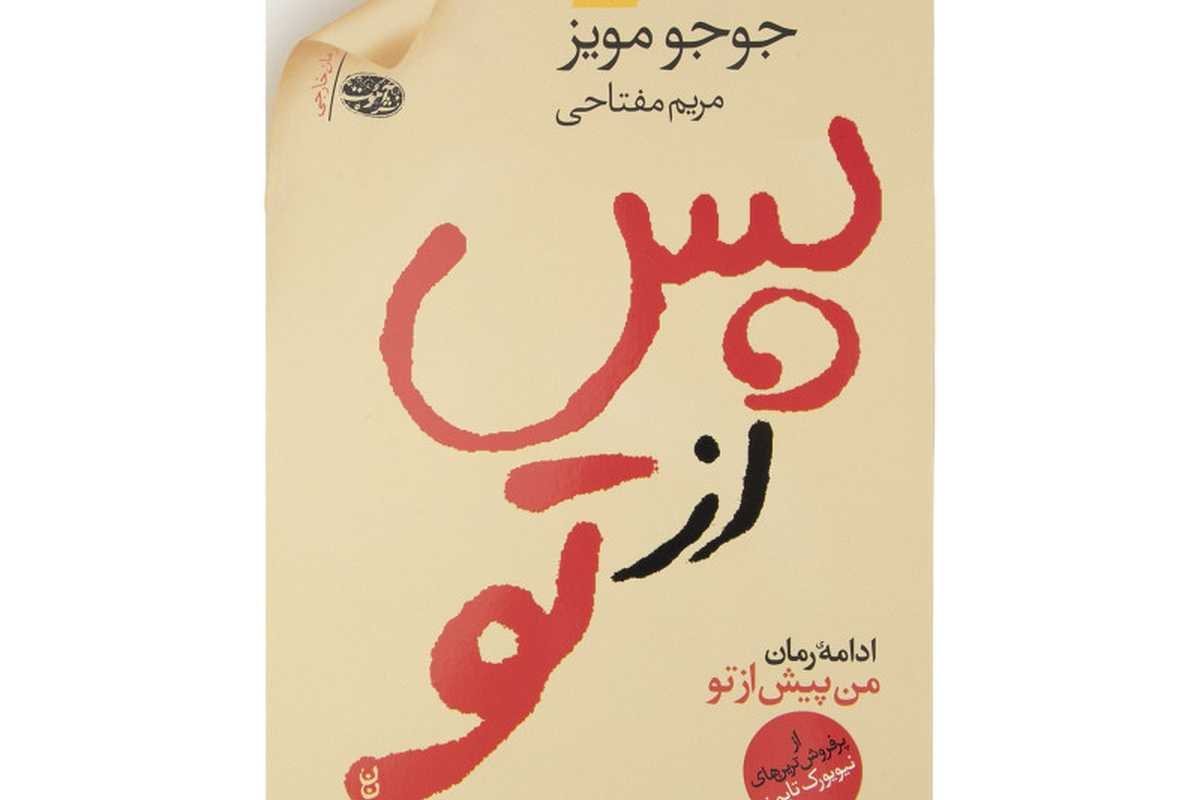 جوجو مویز
مریم مفتاحی
پس
از
تو
ادامهٔ رمان
من پیش از تو
از
پرفروش‌ترین‌های
نیویورک